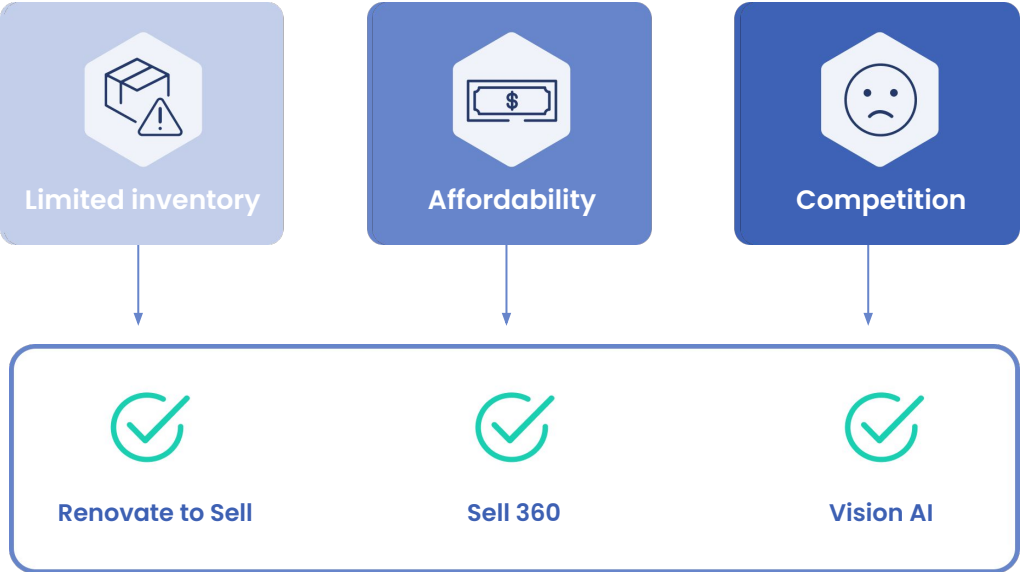 Limited inventory
Affordability
Competition
Renovate to Sell
Sell 360
Vision AI